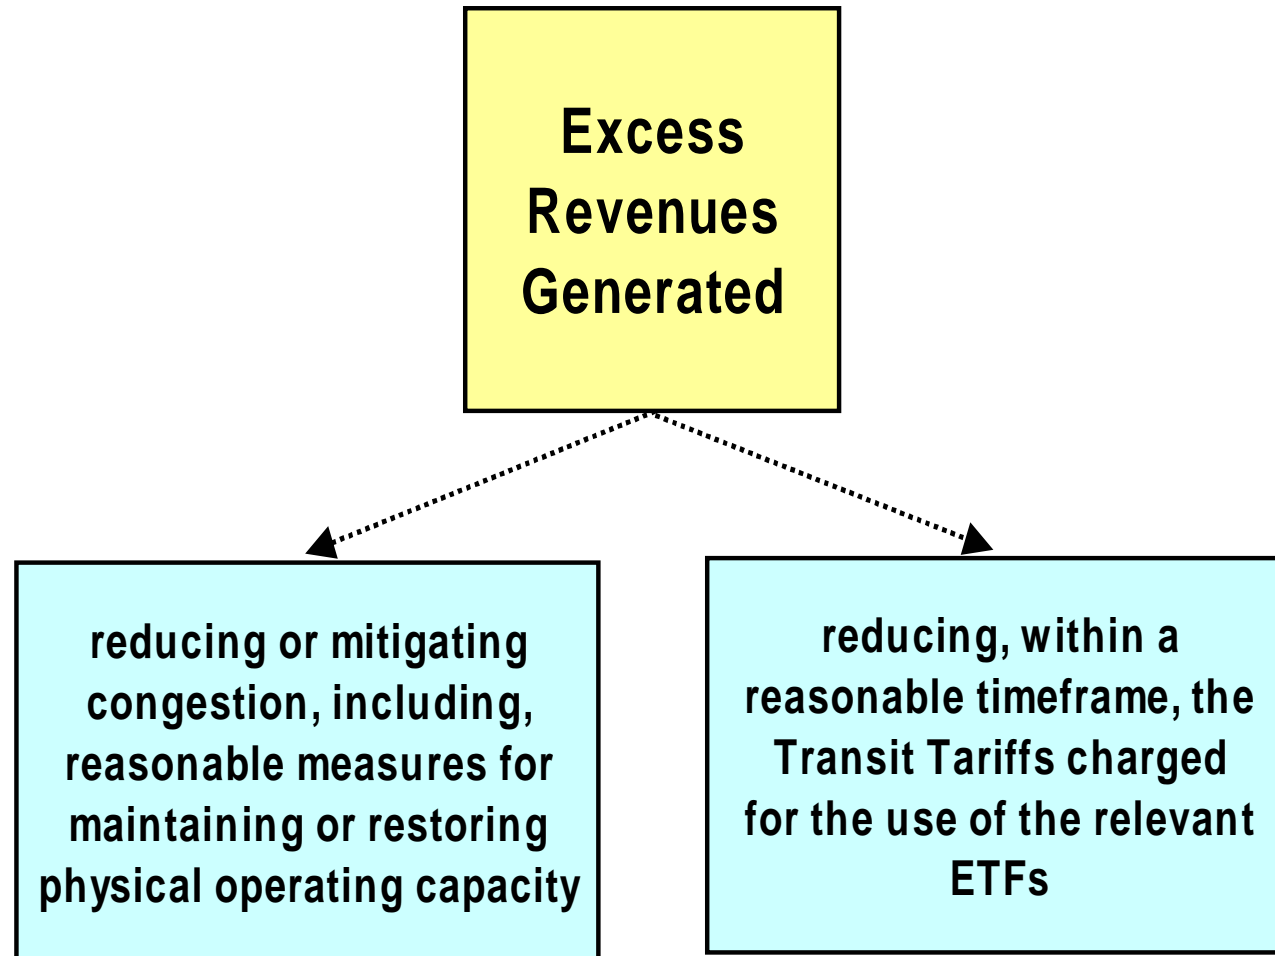 Excess
Revenues
Generated
reducing or mitigating
congestion, including,
reasonable measures for
maintaining or restoring
physical operating capacity
reducing, within a
reasonable timeframe, the
Transit Tariffs charged
for the use of the relevant
ETFs